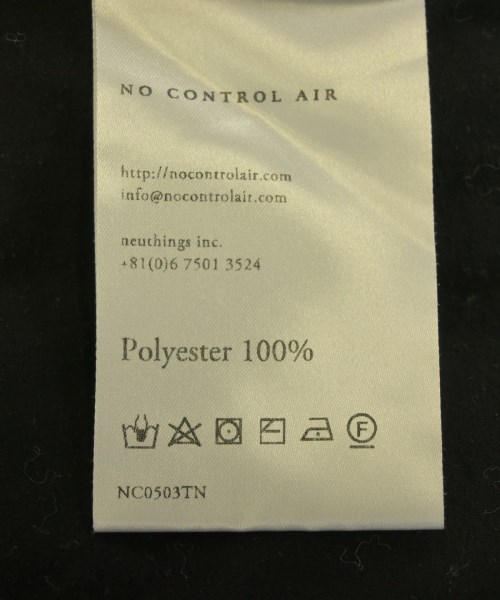 NO CONTROL AIR
http://nocontrolair.com
info@nocontrolair.com
neuthings inc.
+81(0)6 7501 3524
Polyester 100%
F
NC0503TN